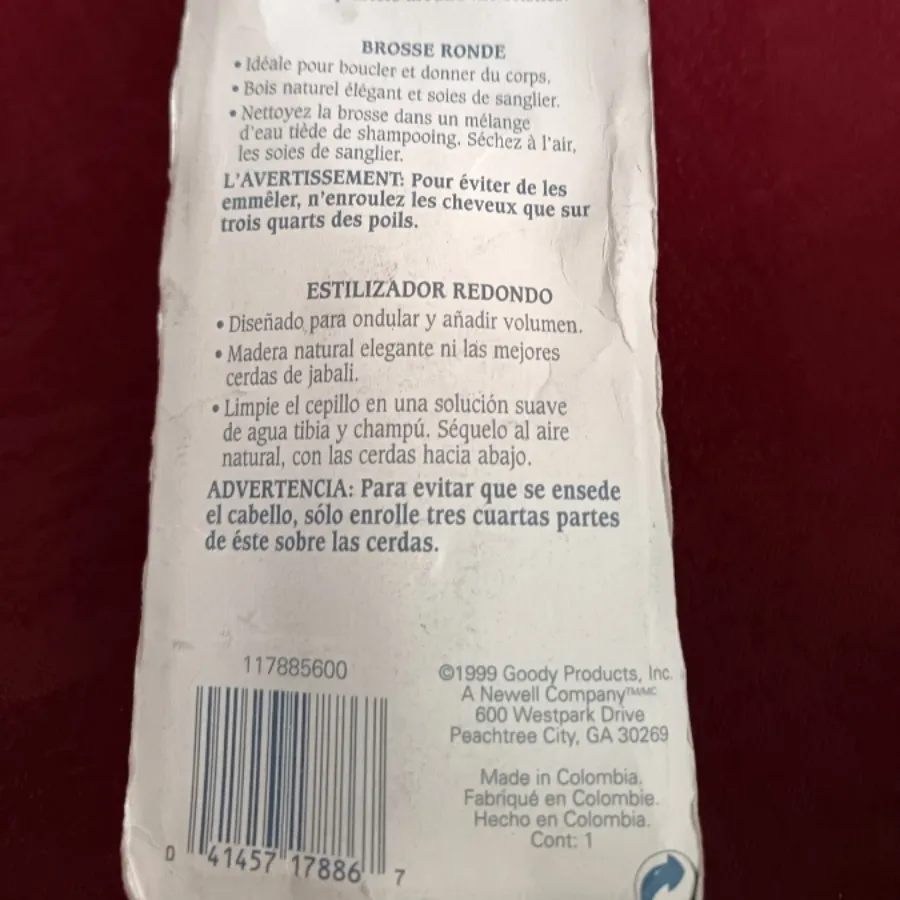 BROSSE RONDE
• Idéale pour boucler et donner du corps.
• Bois naturel élégant et soies de sanglier.
• Nettoyez la brosse dans un mélange
d'eau tiède de shampooing. Séchez à l'air,
les soies de sanglier.
L'AVERTISSEMENT: Pour éviter de les
emmêler, n'enroulez les cheveux que sur
trois quarts des poils.
ESTILIZADOR REDONDO
• Diseñado para ondular y añadir volumen.
• Madera natural elegante ni las mejores
cerdas de jabali.
• Limpie el cepillo en una solución suave
de agua tibia y champú. Séquelo al aire
natural, con las cerdas hacia abajo.
ADVERTENCIA: Para evitar que se ensede
el cabello, sólo enrolle tres cuartas partes
de éste sobre las cerdas.
117885600
0 41457 17886 7
©1999 Goody Products, Inc.
A Newell Company™/MC
600 Westpark Drive
Peachtree City, GA 30269
Made in Colombia.
Fabriqué en Colombie.
Hecho en Colombia.
Cont: 1